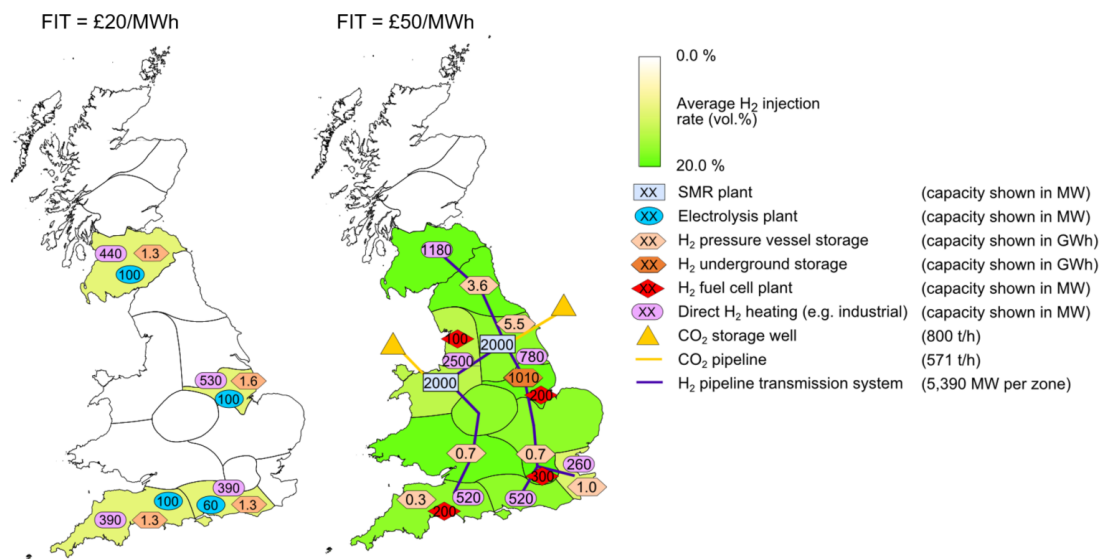 FIT = £20/MWh
FIT = £50/MWh
0.0 %
Average H₂ injection
rate (vol.%)
20.0 %
XX SMR plant (capacity shown in MW)
XX Electrolysis plant (capacity shown in MW)
XX H₂ pressure vessel storage (capacity shown in GWh)
XX H₂ underground storage (capacity shown in GWh)
XX H₂ fuel cell plant (capacity shown in MW)
XX Direct H₂ heating (e.g. industrial) (capacity shown in MW)
CO₂ storage well (800 t/h)
CO₂ pipeline (571 t/h)
H₂ pipeline transmission system (5,390 MW per zone)
440 1.3
100
530 1.6
100
390
100 60 1.3
390 1.3
1180
3.6
5.5
100 2000
2500 780
2000 1010
200
0.7 0.7 260
300
0.3 520 520 1.0
200